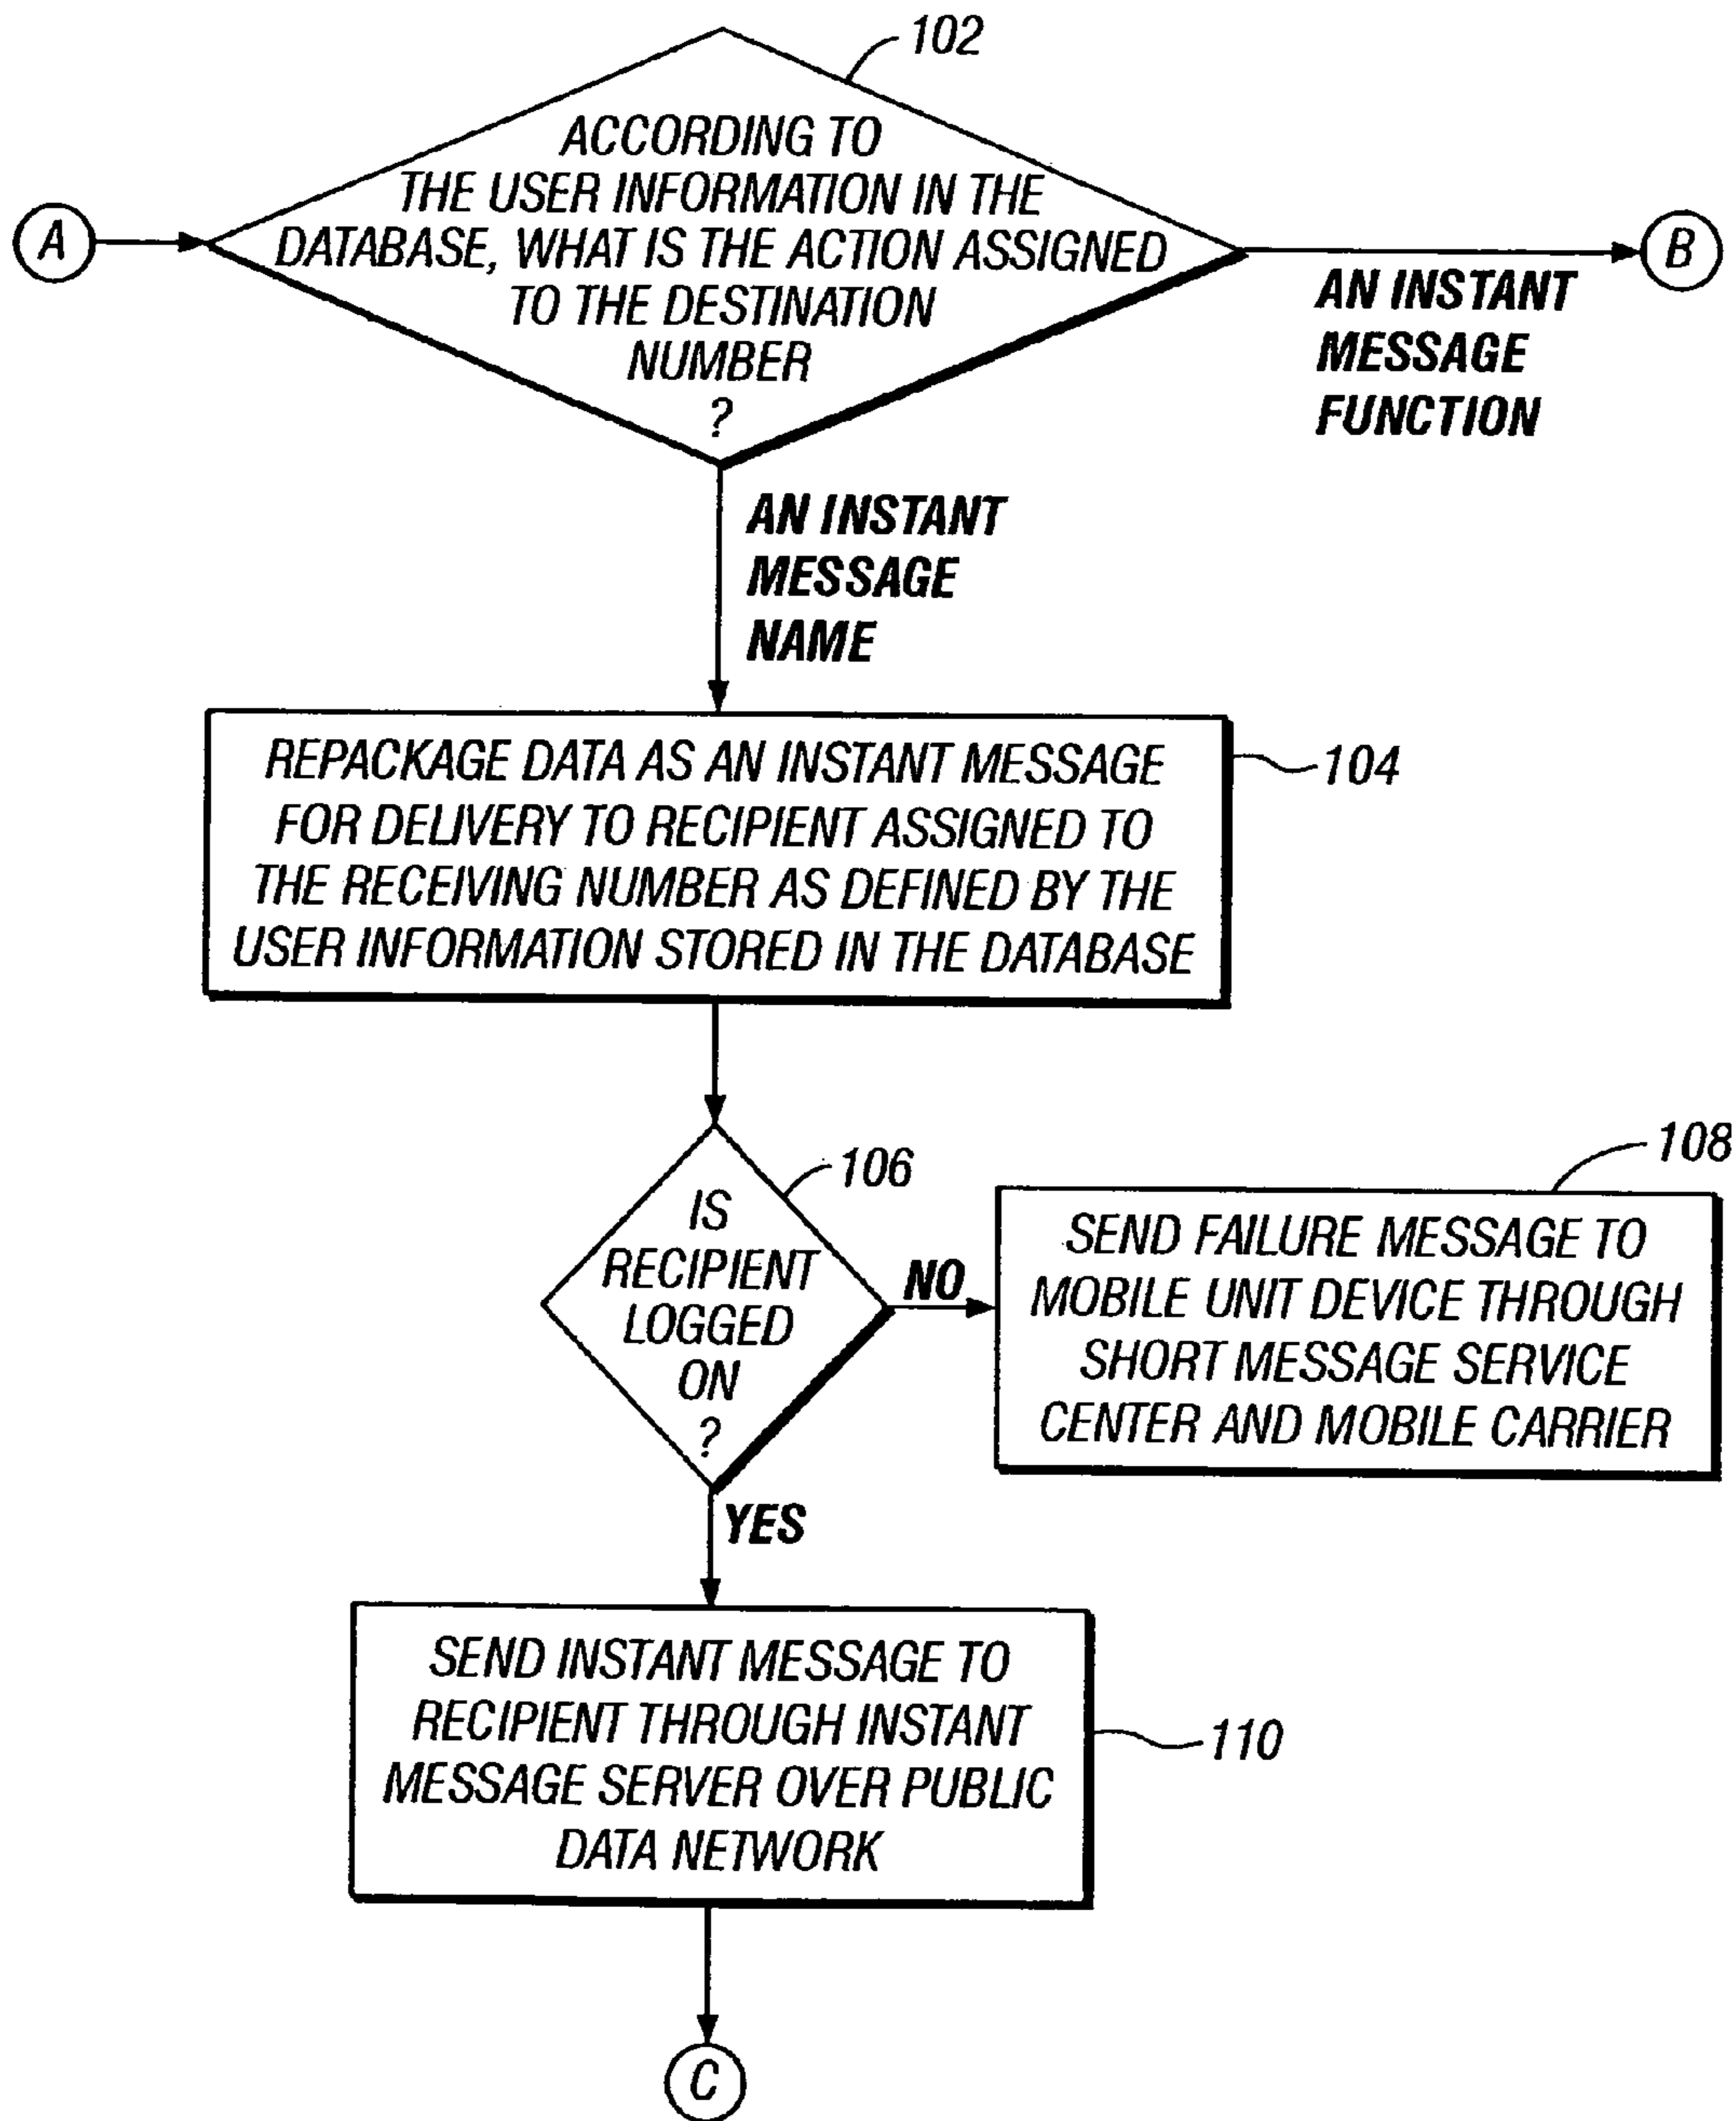 102
ACCORDING TO
THE USER INFORMATION IN THE
DATABASE, WHAT IS THE ACTION ASSIGNED
TO THE DESTINATION
NUMBER
?
A
B
AN INSTANT
MESSAGE
FUNCTION
AN INSTANT
MESSAGE
NAME
REPACKAGE DATA AS AN INSTANT MESSAGE
FOR DELIVERY TO RECIPIENT ASSIGNED TO
THE RECEIVING NUMBER AS DEFINED BY THE
USER INFORMATION STORED IN THE DATABASE
104
106
IS
RECIPIENT
LOGGED
ON
?
NO
108
SEND FAILURE MESSAGE TO
MOBILE UNIT DEVICE THROUGH
SHORT MESSAGE SERVICE
CENTER AND MOBILE CARRIER
YES
SEND INSTANT MESSAGE TO
RECIPIENT THROUGH INSTANT
MESSAGE SERVER OVER PUBLIC
DATA NETWORK
110
C